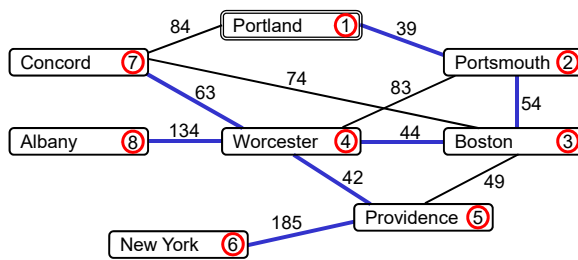 84
Portland 1
39
Concord 7
Portsmouth 2
74
83
63
54
Albany 8
134
Worcester 4
44
Boston 3
42
49
Providence 5
185
New York 6